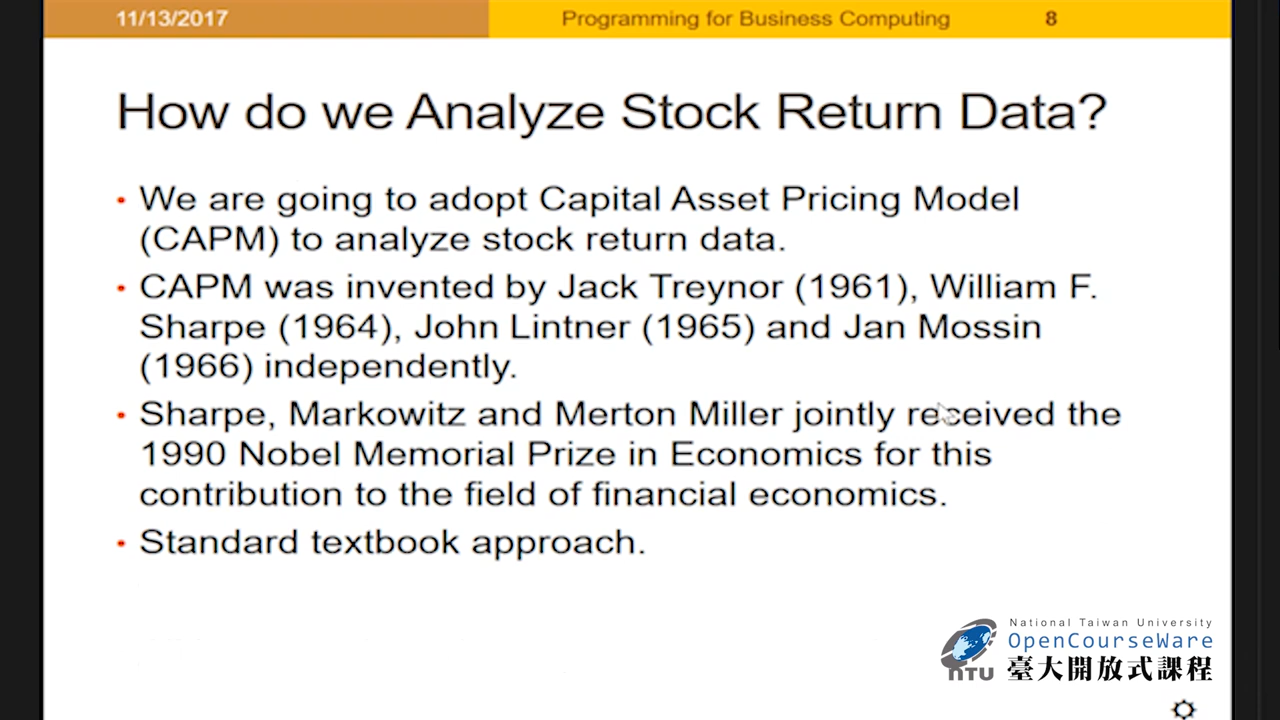 11/13/2017 Programming for Business Computing 8
How do we Analyze Stock Return Data?
• We are going to adopt Capital Asset Pricing Model
(CAPM) to analyze stock return data.
• CAPM was invented by Jack Treynor (1961), William F.
Sharpe (1964), John Lintner (1965) and Jan Mossin
(1966) independently.
• Sharpe, Markowitz and Merton Miller jointly received the
1990 Nobel Memorial Prize in Economics for this
contribution to the field of financial economics.
• Standard textbook approach.
National Taiwan University
OpenCourseWare
NTU 臺大開放式課程